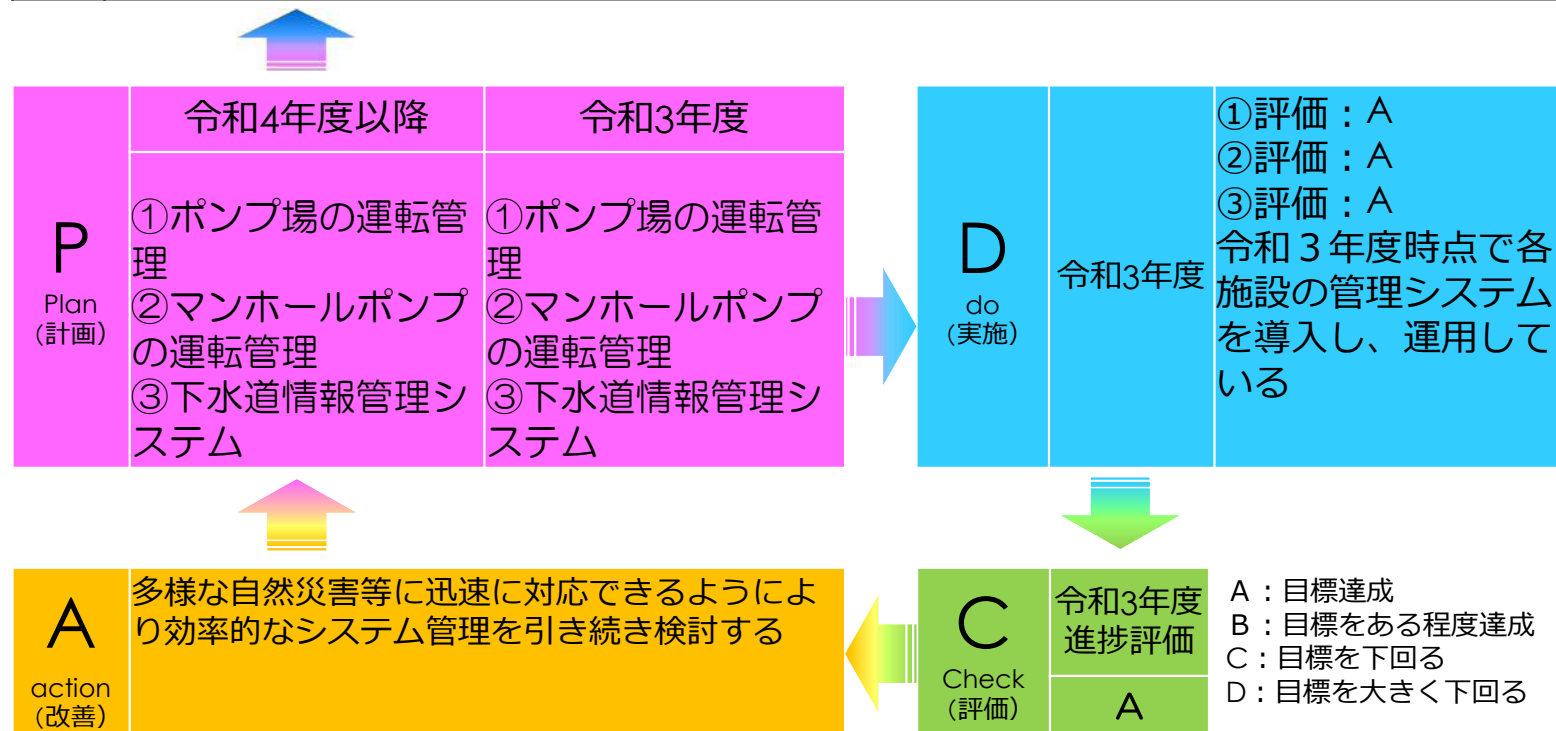 P
Plan
(計画)
令和4年度以降
①ポンプ場の運転管
理
②マンホールポンプ
の運転管理
③下水道情報管理シ
ステム
令和3年度
①ポンプ場の運転管
理
②マンホールポンプ
の運転管理
③下水道情報管理シ
ステム
D
do
(実施)
令和3年度
①評価：A
②評価：A
③評価：A
令和３年度時点で各
施設の管理システム
を導入し、運用して
いる
A
action
(改善)
多様な自然災害等に迅速に対応できるようによ
り効率的なシステム管理を引き続き検討する
C
Check
(評価)
令和3年度
進捗評価
A
A：目標達成
B：目標をある程度達成
C：目標を下回る
D：目標を大きく下回る